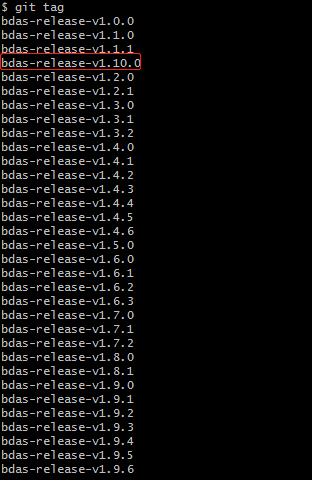 $ git tag
bdas-release-v1.0.0
bdas-release-v1.1.0
bdas-release-v1.1.1
bdas-release-v1.10.0
bdas-release-v1.2.0
bdas-release-v1.2.1
bdas-release-v1.3.0
bdas-release-v1.3.1
bdas-release-v1.3.2
bdas-release-v1.4.0
bdas-release-v1.4.1
bdas-release-v1.4.2
bdas-release-v1.4.3
bdas-release-v1.4.4
bdas-release-v1.4.5
bdas-release-v1.4.6
bdas-release-v1.5.0
bdas-release-v1.6.0
bdas-release-v1.6.1
bdas-release-v1.6.2
bdas-release-v1.6.3
bdas-release-v1.7.0
bdas-release-v1.7.1
bdas-release-v1.7.2
bdas-release-v1.8.0
bdas-release-v1.8.1
bdas-release-v1.9.0
bdas-release-v1.9.1
bdas-release-v1.9.2
bdas-release-v1.9.3
bdas-release-v1.9.4
bdas-release-v1.9.5
bdas-release-v1.9.6